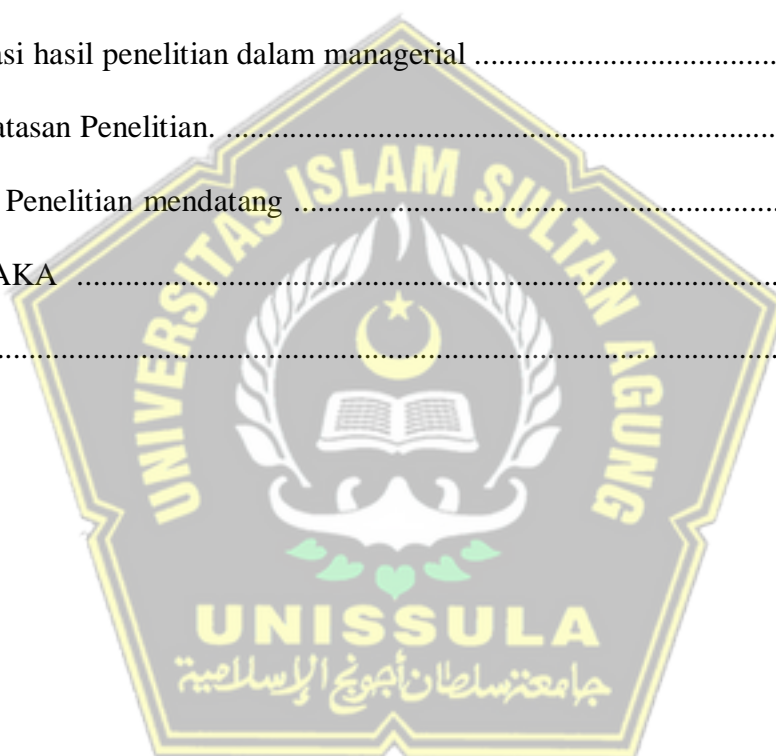 asi hasil penelitian dalam managerial ....................................
atasan Penelitian. .......................................................................
Penelitian mendatang ...............................................................
AKA ..........................................................................................
.....................................................................................................
UNIVERSITAS ISLAM SULTAN AGUNG
UNISSULA
جامعة سلطان أجونج الإسلامية